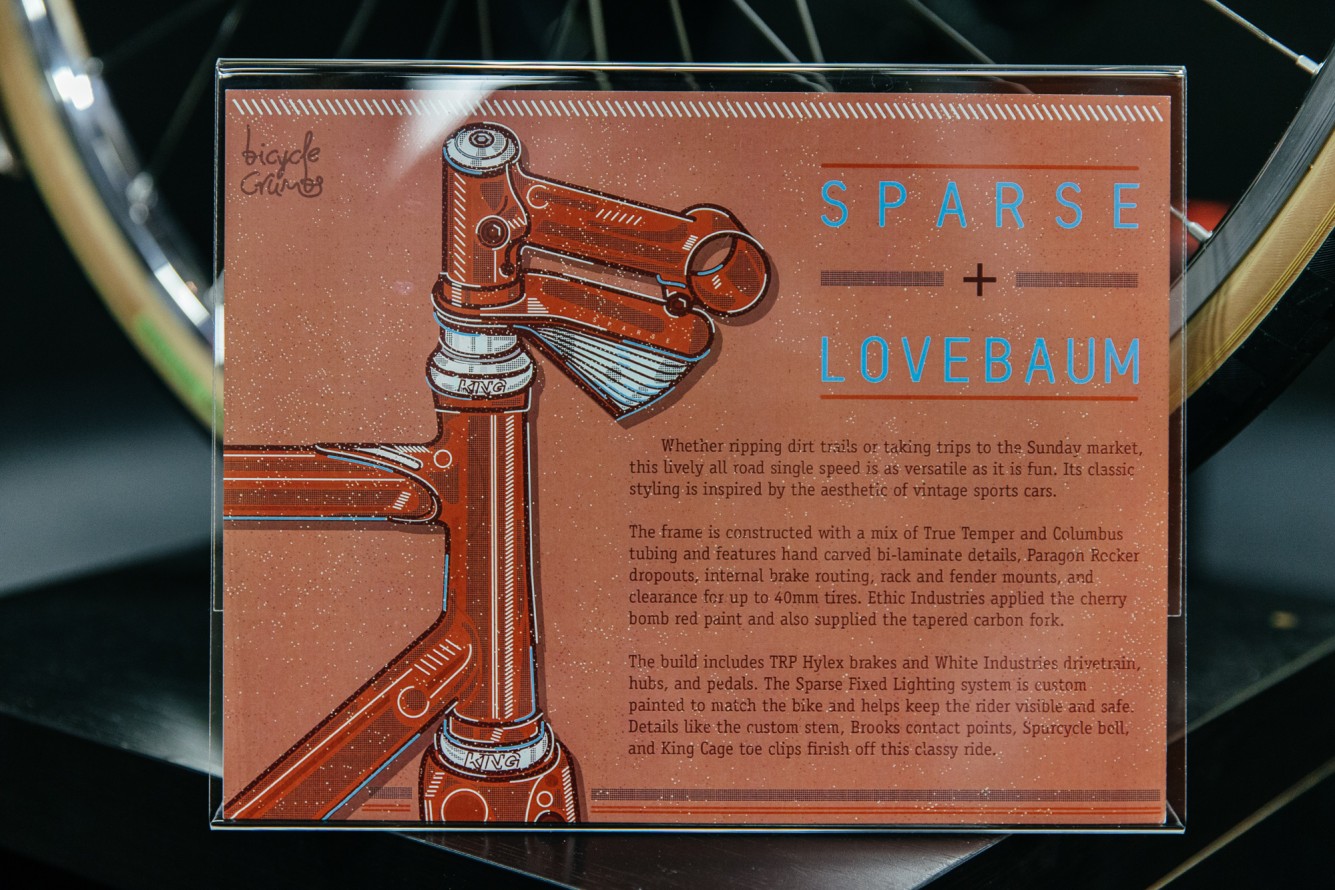 bicycle
crumbs
SPARSE
+
LOVEBAUM
KING
Whether ripping dirt trails or taking trips to the Sunday market,
this lively all road single speed is as versatile as it is fun. Its classic
styling is inspired by the aesthetic of vintage sports cars.
The frame is constructed with a mix of True Temper and Columbus
tubing and features hand carved bi-laminate details, Paragon Rocker
dropouts, internal brake routing, rack and fender mounts, and
clearance for up to 40mm tires. Ethic Industries applied the cherry
bomb red paint and also supplied the tapered carbon fork.
The build includes TRP Hylex brakes and White Industries drivetrain,
hubs, and pedals. The Sparse Fixed Lighting system is custom
painted to match the bike and helps keep the rider visible and safe.
Details like the custom stem, Brooks contact points, Spurcycle bell,
and King Cage toe clips finish off this classy ride.
KING